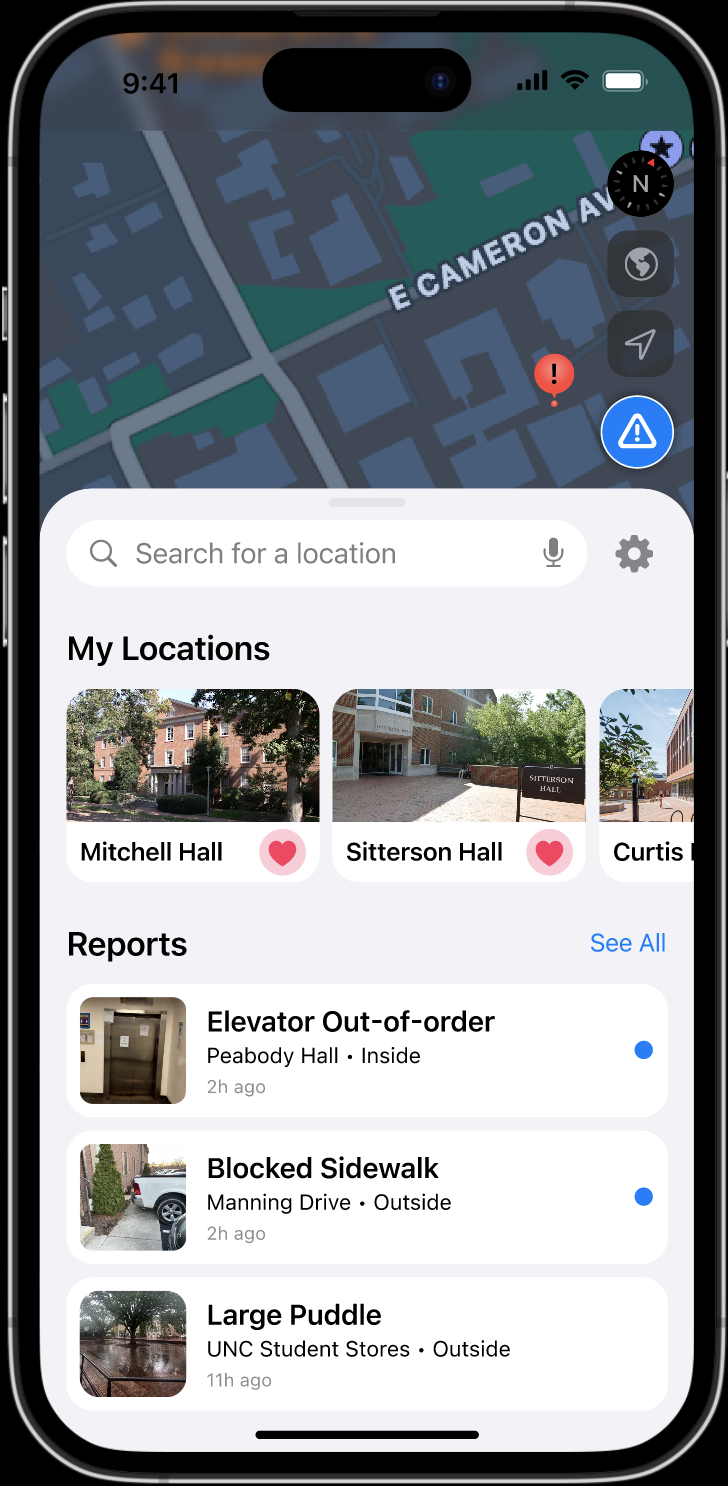 9:41
E CAMERON AV
N
!
Search for a location
My Locations
SITTERSON
HALL
Mitchell Hall
Sitterson Hall
Curtis
Reports
See All
Elevator Out-of-order
Peabody Hall • Inside
2h ago
Blocked Sidewalk
Manning Drive • Outside
2h ago
Large Puddle
UNC Student Stores • Outside
11h ago